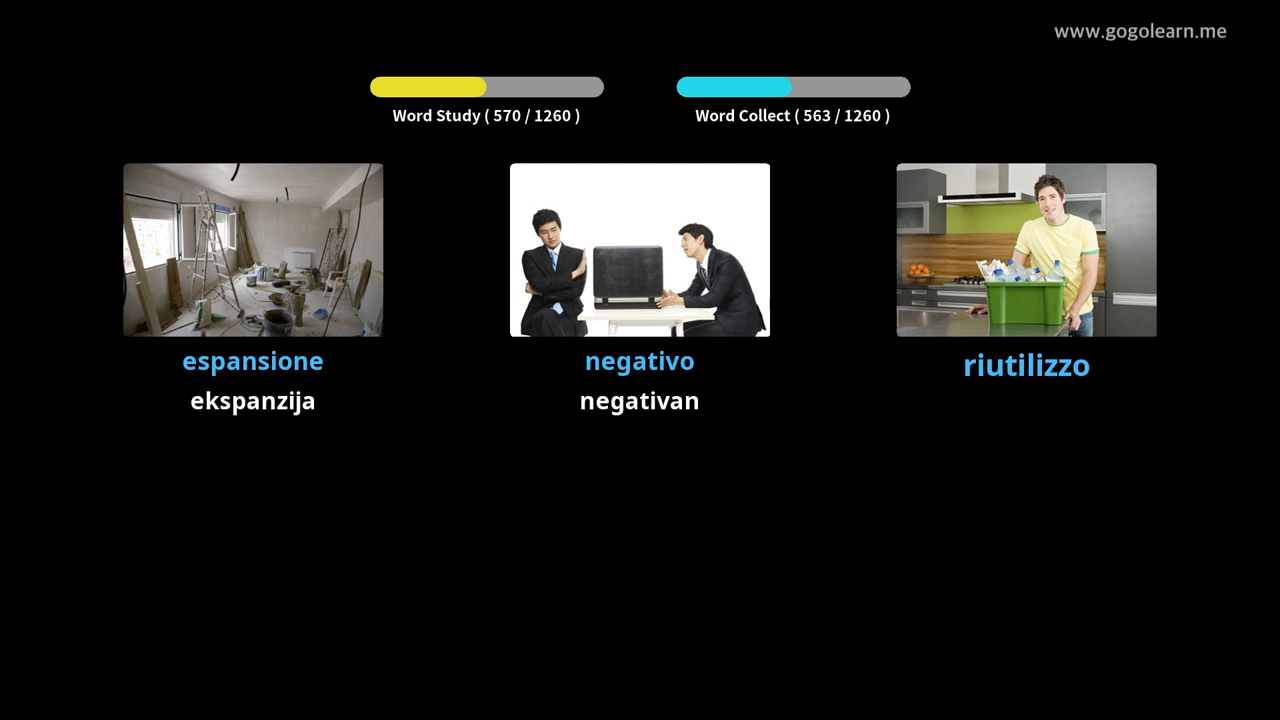 www.gogolearn.me
Word Study ( 570 / 1260 )
Word Collect ( 563 / 1260 )
espansione
negativo
riutilizzo
ekspanzija
negativan